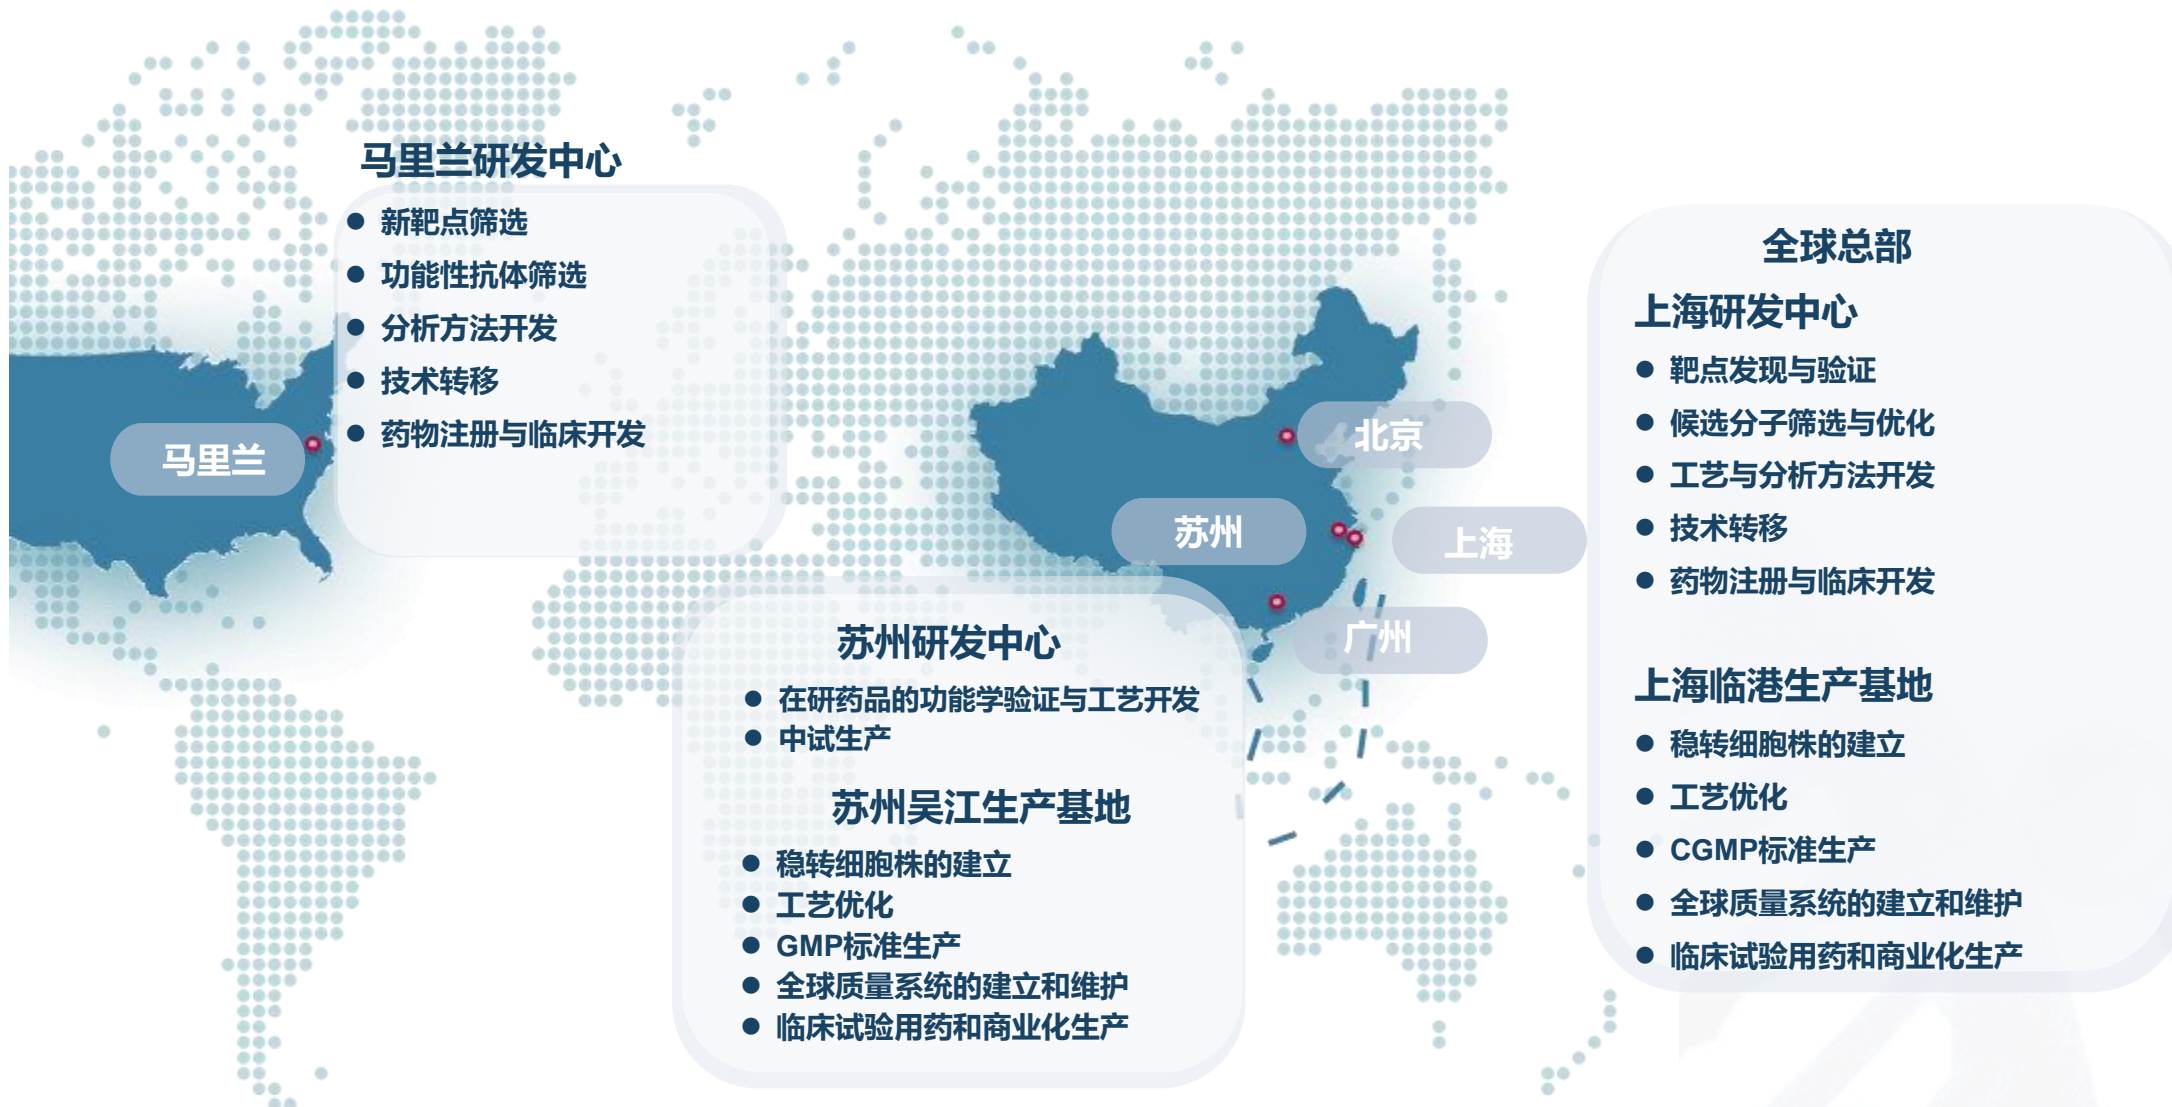 马里兰研发中心
新靶点筛选
功能性抗体筛选
分析方法开发
技术转移
药物注册与临床开发
马里兰
北京
苏州
上海
广州
苏州研发中心
在研药品的功能学验证与工艺开发
中试生产
苏州吴江生产基地
稳转细胞株的建立
工艺优化
GMP标准生产
全球质量系统的建立和维护
临床试验用药和商业化生产
全球总部
上海研发中心
靶点发现与验证
候选分子筛选与优化
工艺与分析方法开发
技术转移
药物注册与临床开发
上海临港生产基地
稳转细胞株的建立
工艺优化
CGMP标准生产
全球质量系统的建立和维护
临床试验用药和商业化生产